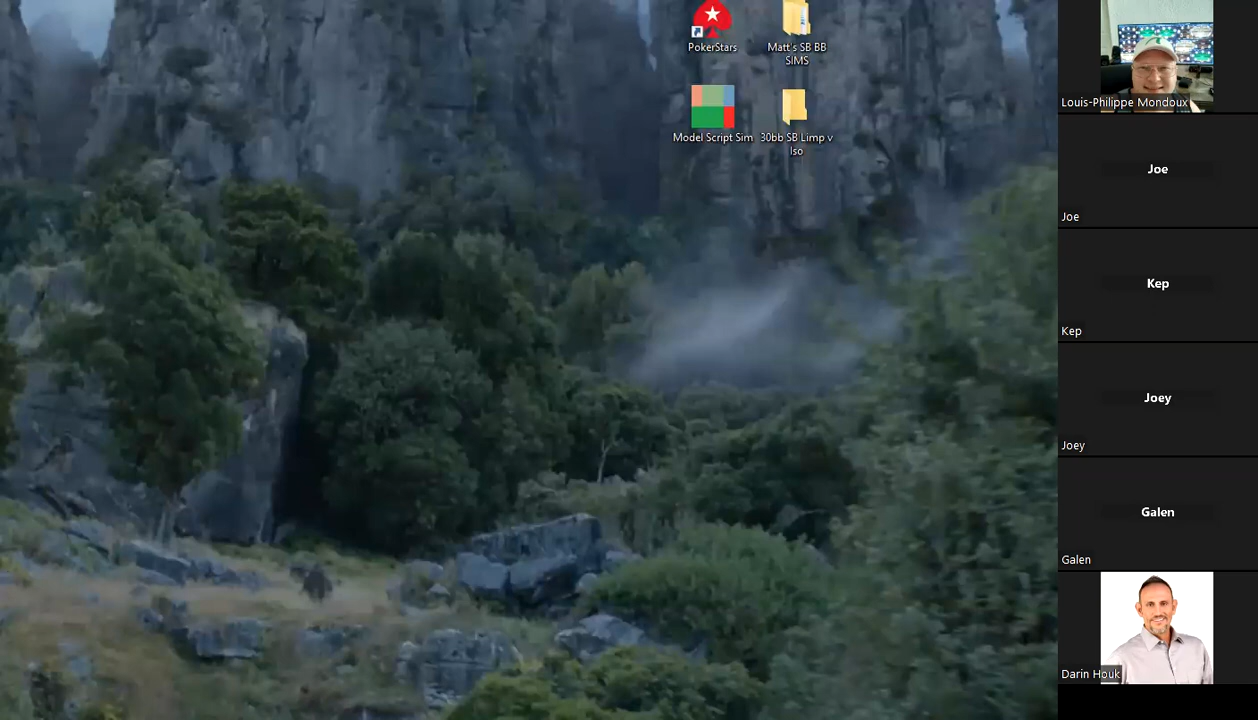 PokerStars
Matt's SB BB
SIMS
Model Script Sim
30bb SB Limp v
Iso
Louis-Philippe Mondoux
Joe
Joe
Kep
Kep
Joey
Joey
Galen
Galen
Darin Houk